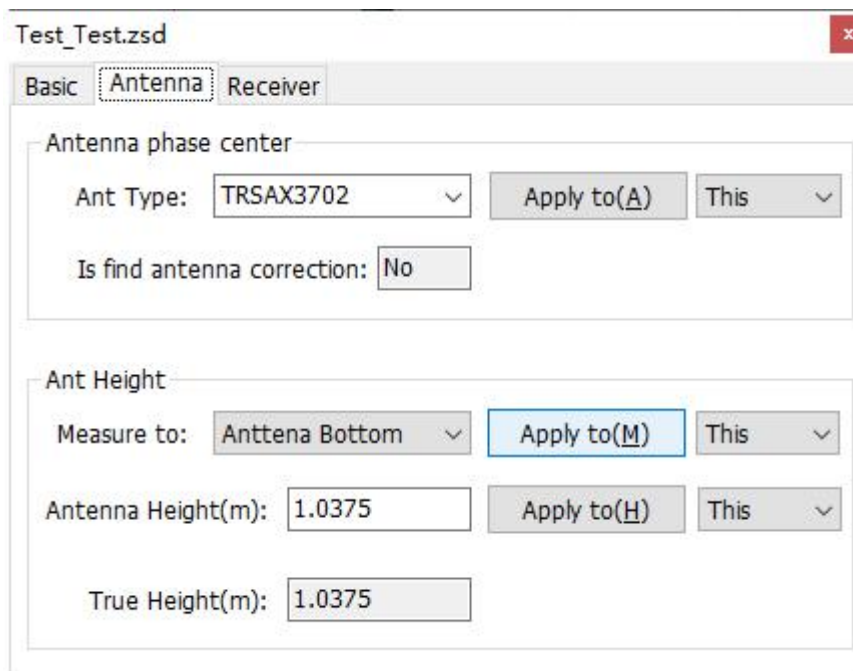 Test_Test.zsd
x
Basic Antenna Receiver
Antenna phase center
Ant Type: TRSAX3702 Apply to(A) This
Is find antenna correction: No
Ant Height
Measure to: Anttena Bottom Apply to(M) This
Antenna Height(m): 1.0375 Apply to(H) This
True Height(m): 1.0375